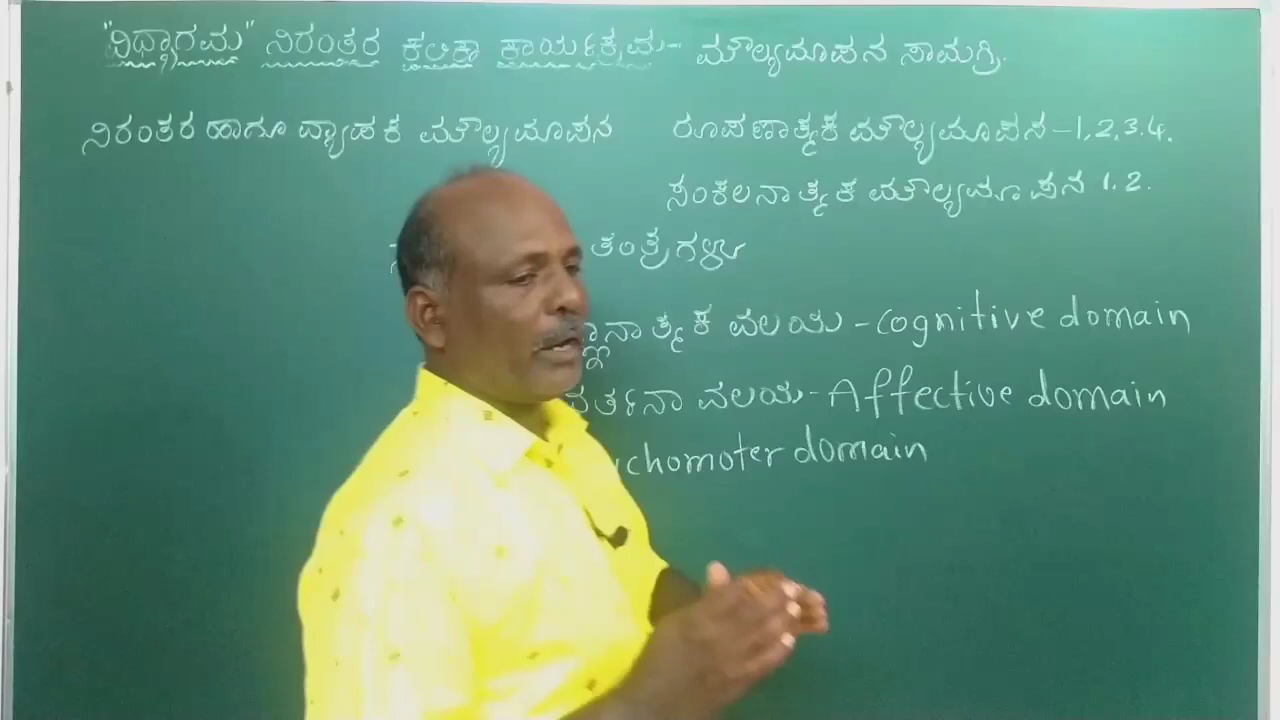 "ವಿದ್ಯಾಗಮ" ನಿರಂತರ ಕಲಿಕಾ ಕಾರ್ಯಕ್ರಮ- ಮೌಲ್ಯಮಾಪನ ಸಾಮಗ್ರಿ.
ನಿರಂತರ ಹಾಗೂ ವ್ಯಾಪಕ ಮೌಲ್ಯಮಾಪನ ರೂಪಣಾತ್ಮಕ ಮೌಲ್ಯಮಾಪನ-1,2,3.4.
ಸಂಕಲನಾತ್ಮಕ ಮೌಲ್ಯಮಾಪನ 1.2.
ತಂತ್ರಗಳು
ಜ್ಞಾನಾತ್ಮಕ ವಲಯ-Cognitive domain
ವರ್ತನಾ ವಲಯ-Affective domain
chomoter domain